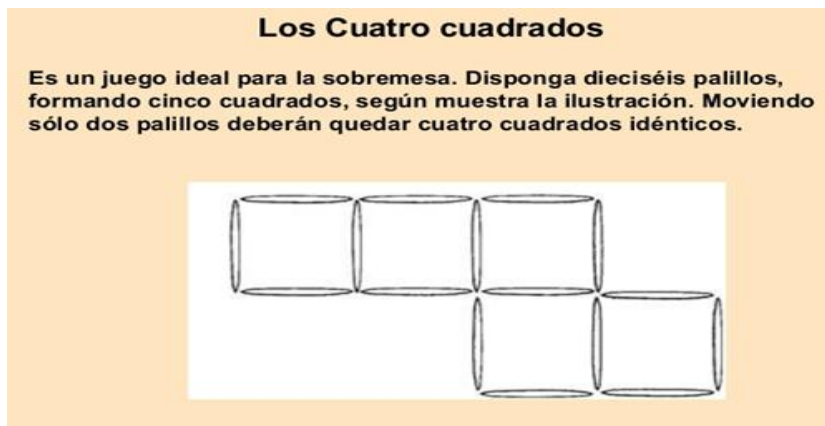 Los Cuatro cuadrados
Es un juego ideal para la sobremesa. Disponga dieciséis palillos,
formando cinco cuadrados, según muestra la ilustración. Moviendo
sólo dos palillos deberán quedar cuatro cuadrados idénticos.